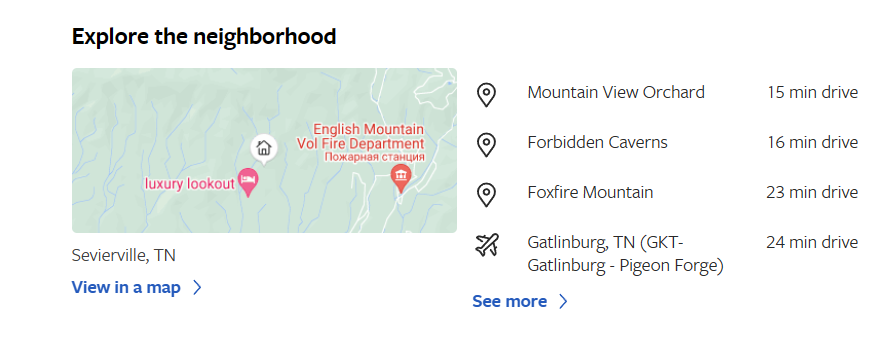 Explore the neighborhood
English Mountain
Vol Fire Department
Пожарная станция
luxury lookout
Sevierville, TN
View in a map
Mountain View Orchard 15 min drive
Forbidden Caverns 16 min drive
Foxfire Mountain 23 min drive
Gatlinburg, TN (GKT- 24 min drive
Gatlinburg - Pigeon Forge)
See more